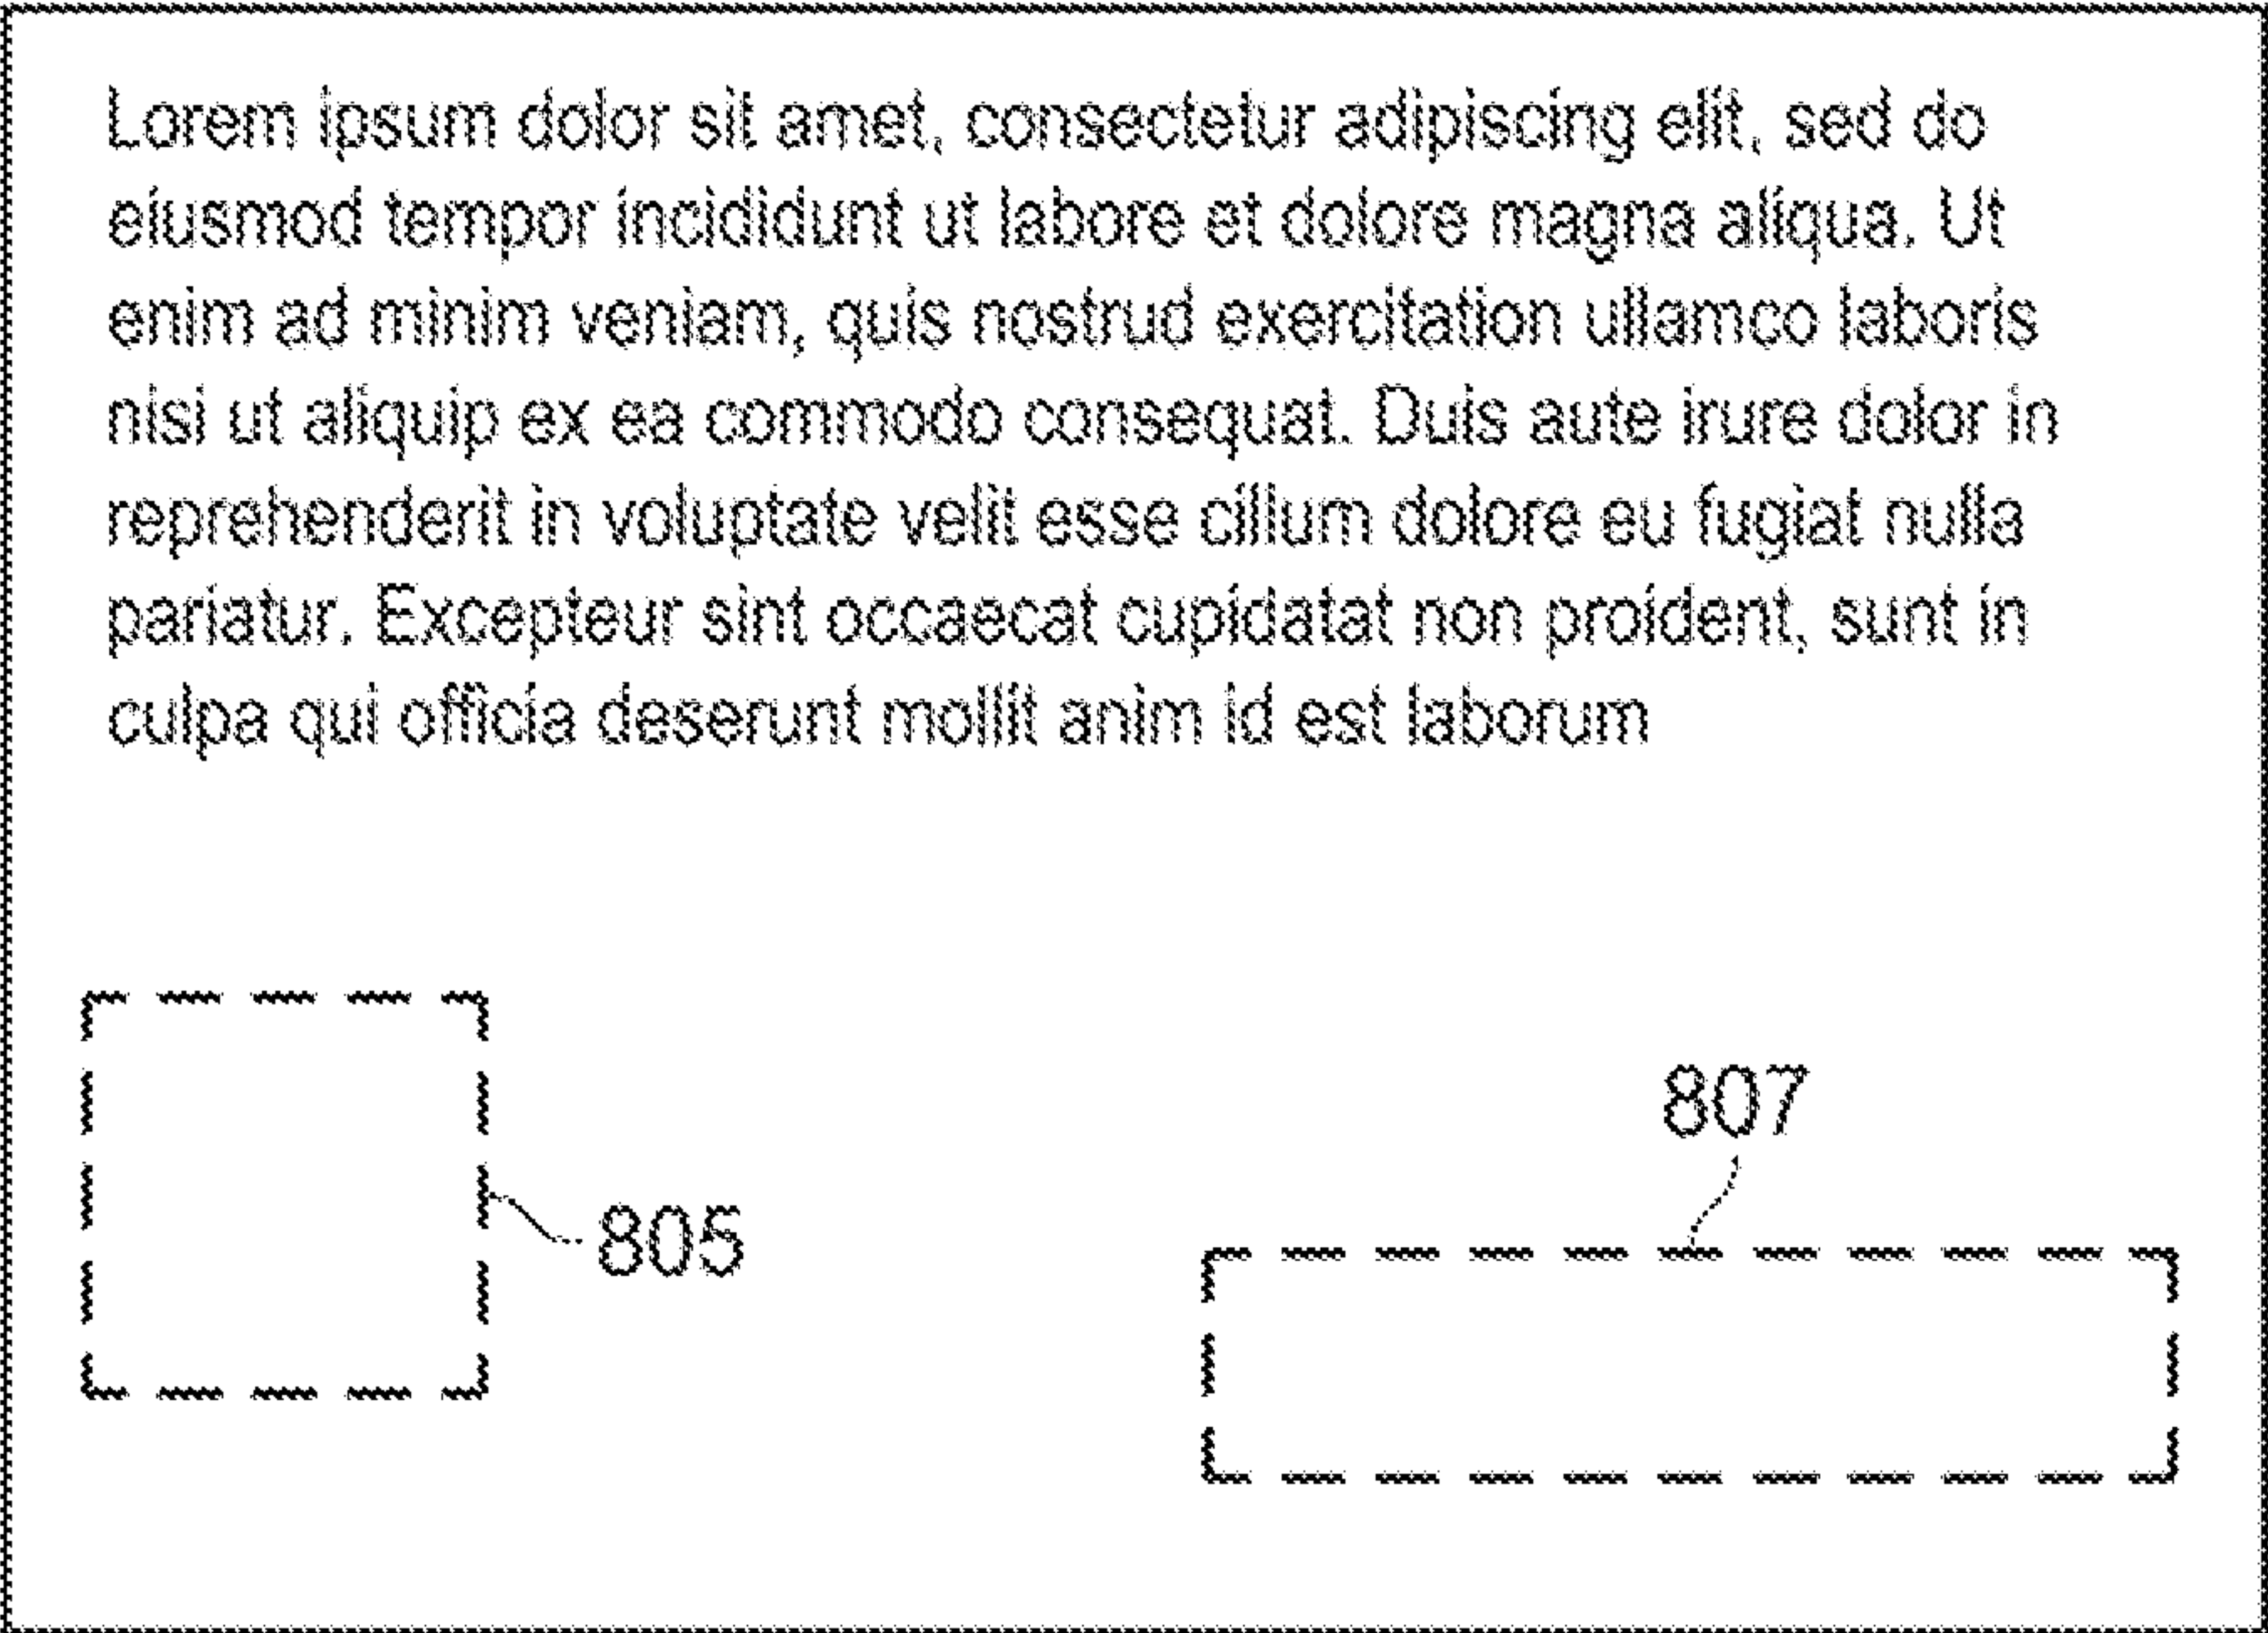 Lorem ipsum dolor sit amet, consectetur adipiscing elit, sed do
eiusmod tempor incididunt ut labore et dolore magna aliqua. Ut
enim ad minim veniam, quis nostrud exercitation ullamco laboris
nisi ut aliquip ex ea commodo consequat. Duis aute irure dolor in
reprehenderit in voluptate velit esse cillum dolore eu fugiat nulla
pariatur. Excepteur sint occaecat cupidatat non proident, sunt in
culpa qui officia deserunt mollit anim id est laborum
807
805